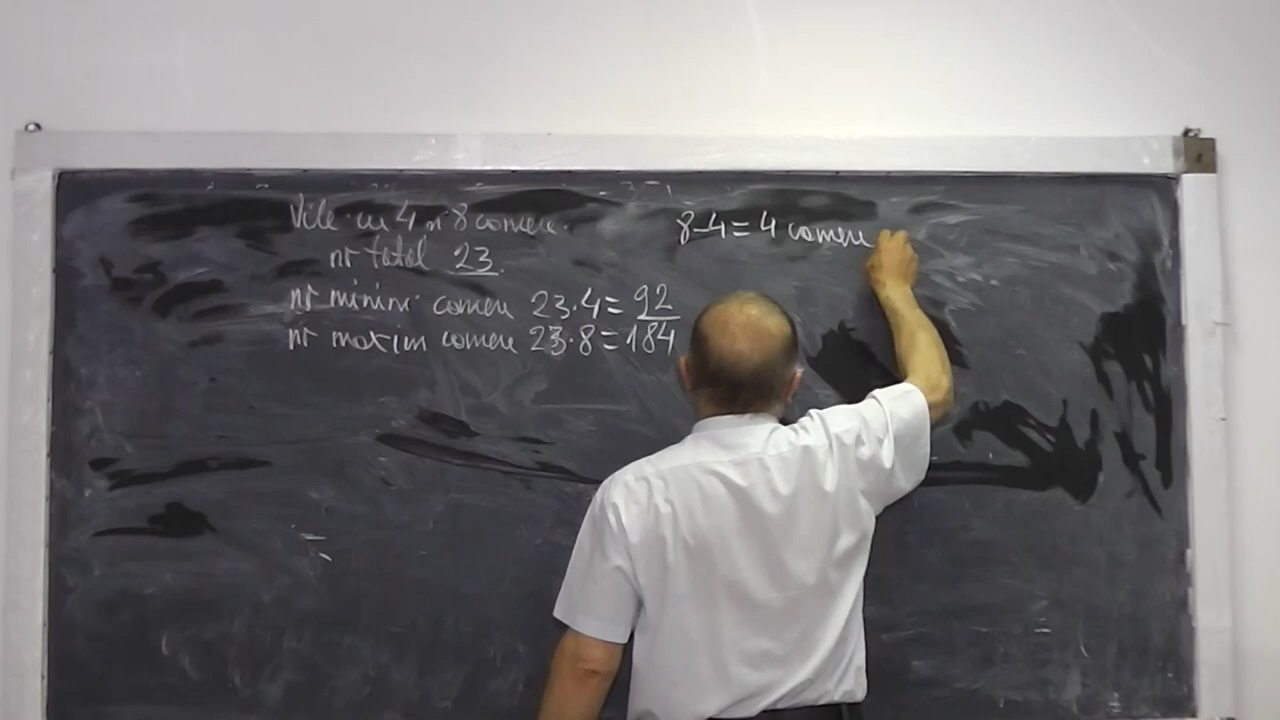 Vile cu 4 și 8 camere.
nr total 23.
nr minim camere 23·4=92
nr maxim camere 23·8=184
8-4=4 camere